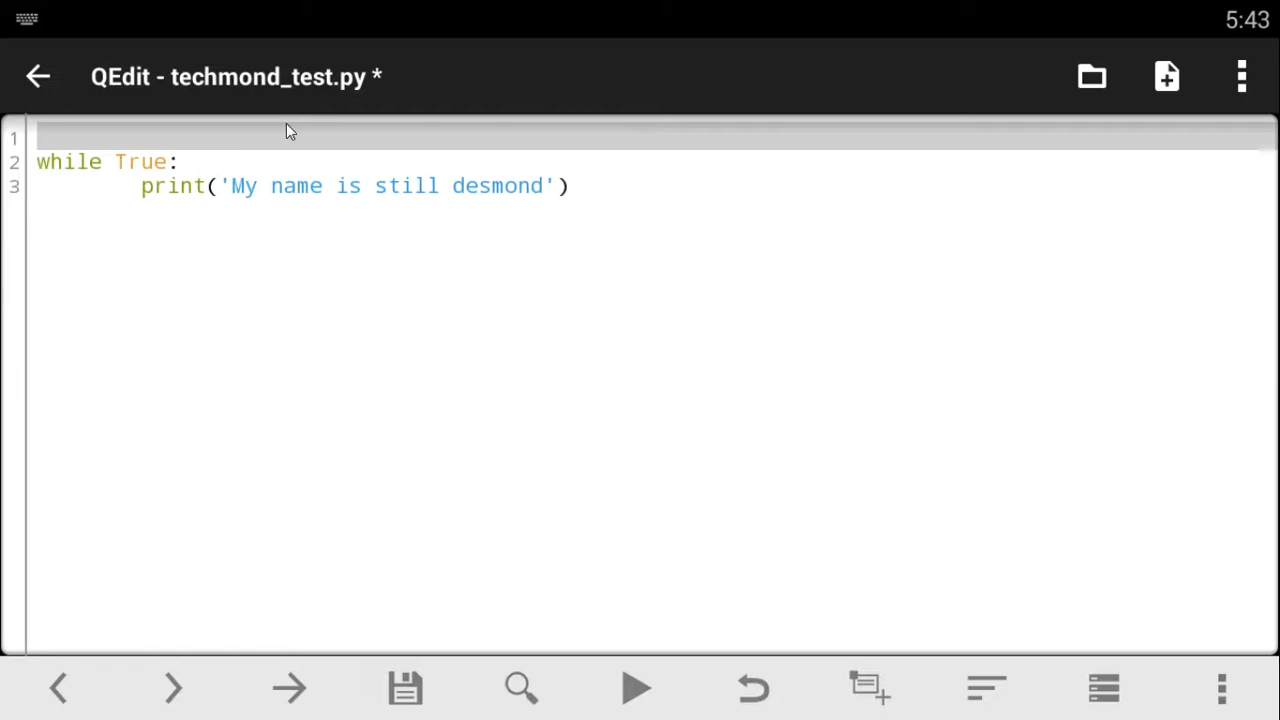 5:43
QEdit - techmond_test.py *
1
2 while True:
3 print('My name is still desmond')